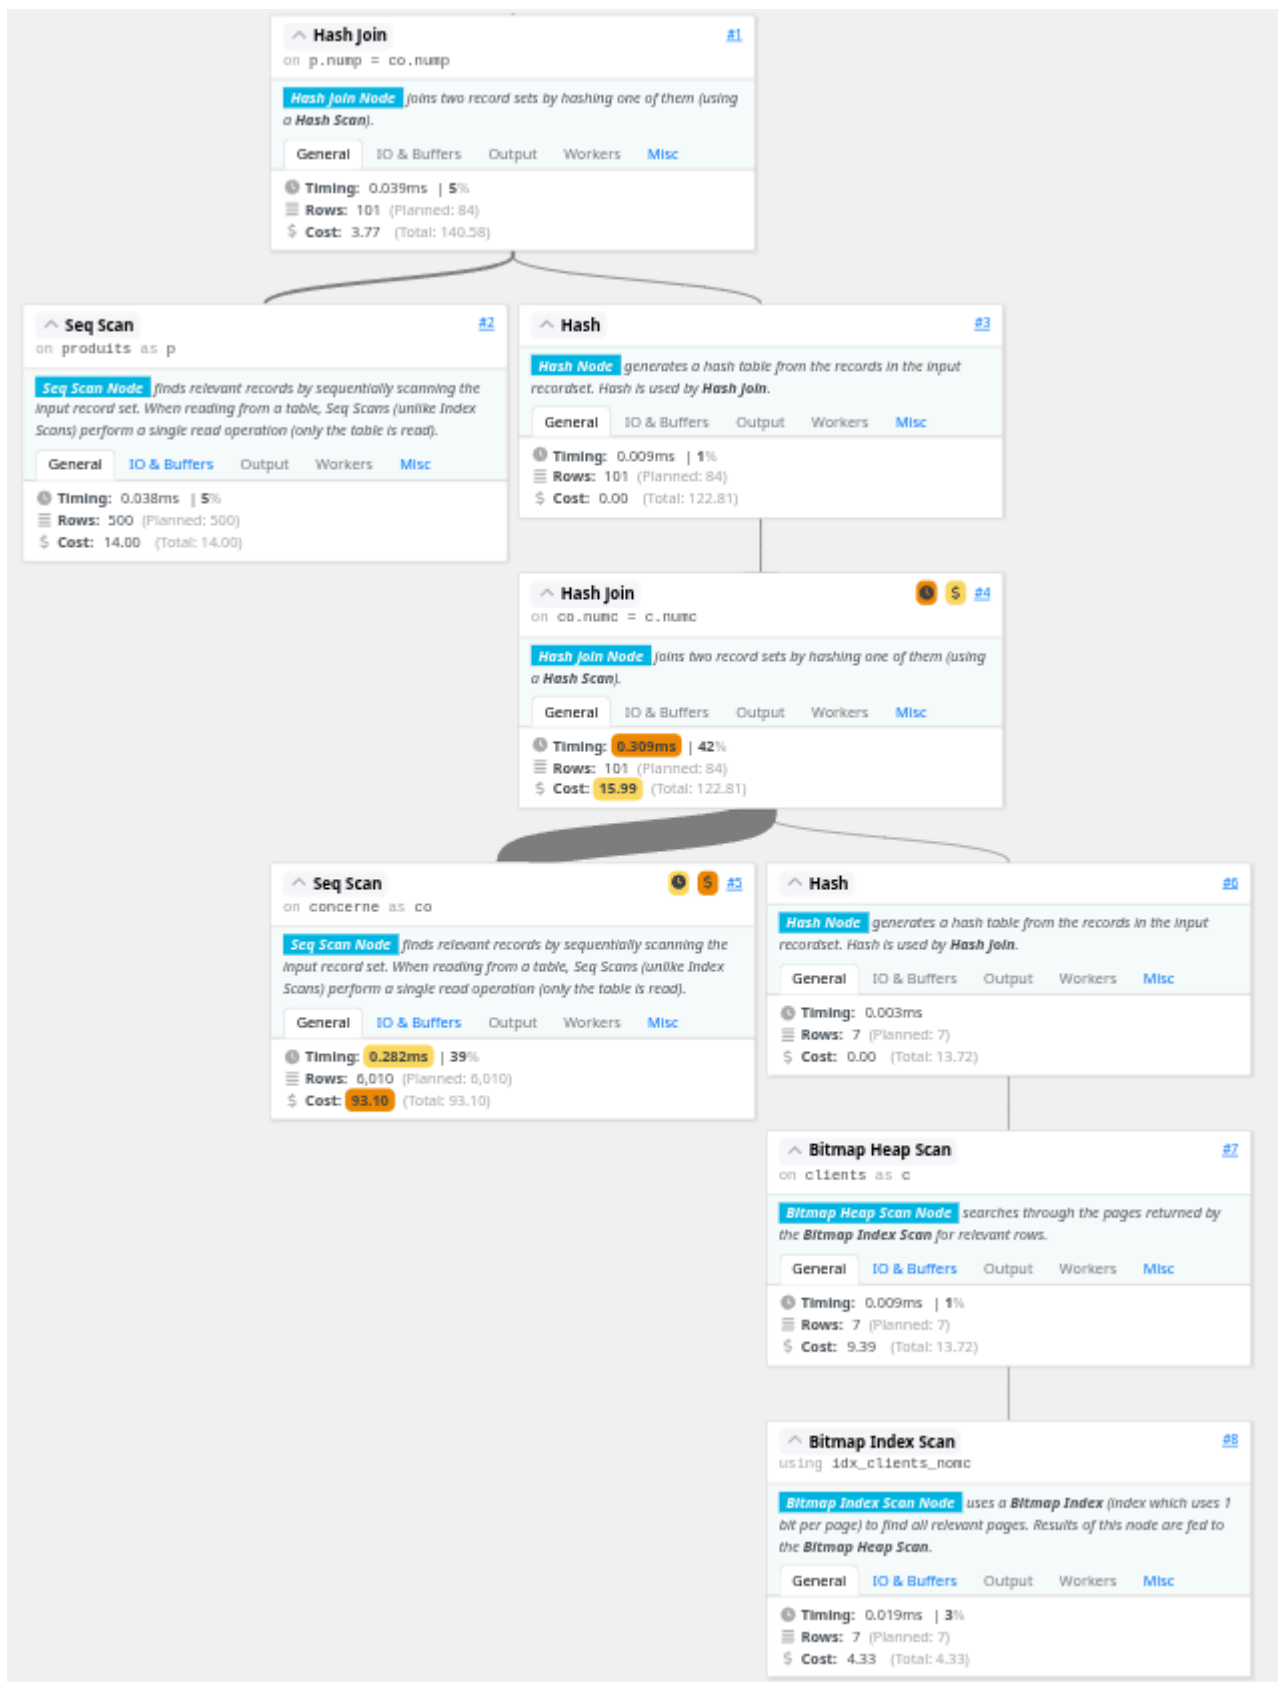 Hash Join #1
on p.nump = co.nump
Hash Join Node joins two record sets by hashing one of them (using
a Hash Scan).
General IO & Buffers Output Workers Misc
Timing: 0.039ms | 5%
Rows: 101 (Planned: 84)
$ Cost: 3.77 (Total: 140.58)
Seq Scan #2
on produits as p
Seq Scan Node finds relevant records by sequentially scanning the
input record set. When reading from a table, Seq Scans (unlike Index
Scans) perform a single read operation (only the table is read).
General IO & Buffers Output Workers Misc
Timing: 0.038ms | 5%
Rows: 500 (Planned: 500)
$ Cost: 14.00 (Total: 14.00)
Hash #3
Hash Node generates a hash table from the records in the input
recordset. Hash is used by Hash Join.
General IO & Buffers Output Workers Misc
Timing: 0.009ms | 1%
Rows: 101 (Planned: 84)
$ Cost: 0.00 (Total: 122.81)
Hash Join $ #4
on co.numc = c.numc
Hash Join Node joins two record sets by hashing one of them (using
a Hash Scan).
General IO & Buffers Output Workers Misc
Timing: 0.309ms | 42%
Rows: 101 (Planned: 84)
$ Cost: 15.99 (Total: 122.81)
Seq Scan $ #5
on concerne as co
Seq Scan Node finds relevant records by sequentially scanning the
input record set. When reading from a table, Seq Scans (unlike Index
Scans) perform a single read operation (only the table is read).
General IO & Buffers Output Workers Misc
Timing: 0.282ms | 39%
Rows: 6,010 (Planned: 6,010)
$ Cost: 93.10 (Total: 93.10)
Hash #6
Hash Node generates a hash table from the records in the input
recordset. Hash is used by Hash Join.
General IO & Buffers Output Workers Misc
Timing: 0.003ms
Rows: 7 (Planned: 7)
$ Cost: 0.00 (Total: 13.72)
Bitmap Heap Scan #7
on clients as c
Bitmap Heap Scan Node searches through the pages returned by
the Bitmap Index Scan for relevant rows.
General IO & Buffers Output Workers Misc
Timing: 0.009ms | 1%
Rows: 7 (Planned: 7)
$ Cost: 9.39 (Total: 13.72)
Bitmap Index Scan #8
using idx_clients_nomc
Bitmap Index Scan Node uses a Bitmap Index (index which uses 1
bit per page) to find all relevant pages. Results of this node are fed to
the Bitmap Heap Scan.
General IO & Buffers Output Workers Misc
Timing: 0.019ms | 3%
Rows: 7 (Planned: 7)
$ Cost: 4.33 (Total: 4.33)